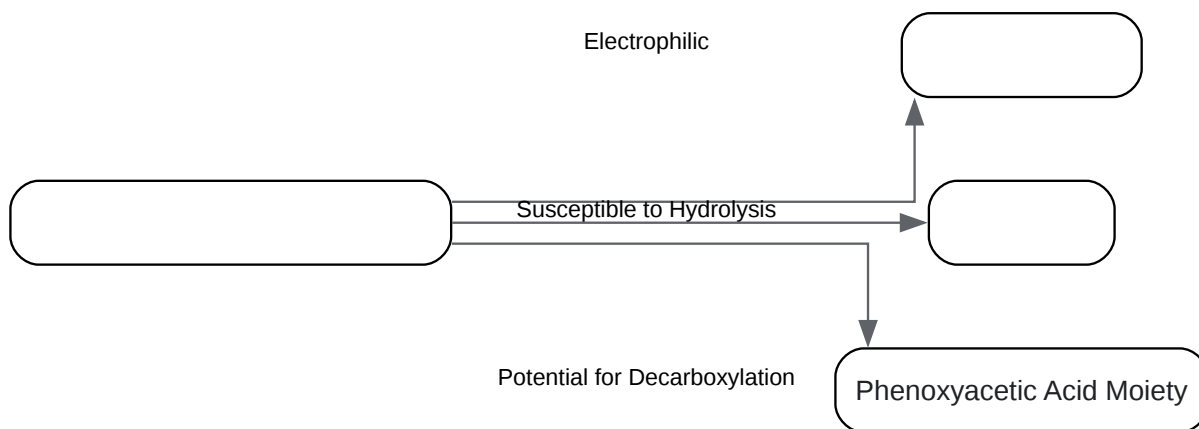 Electrophilic
Susceptible to Hydrolysis
Potential for Decarboxylation
Phenoxyacetic Acid Moiety